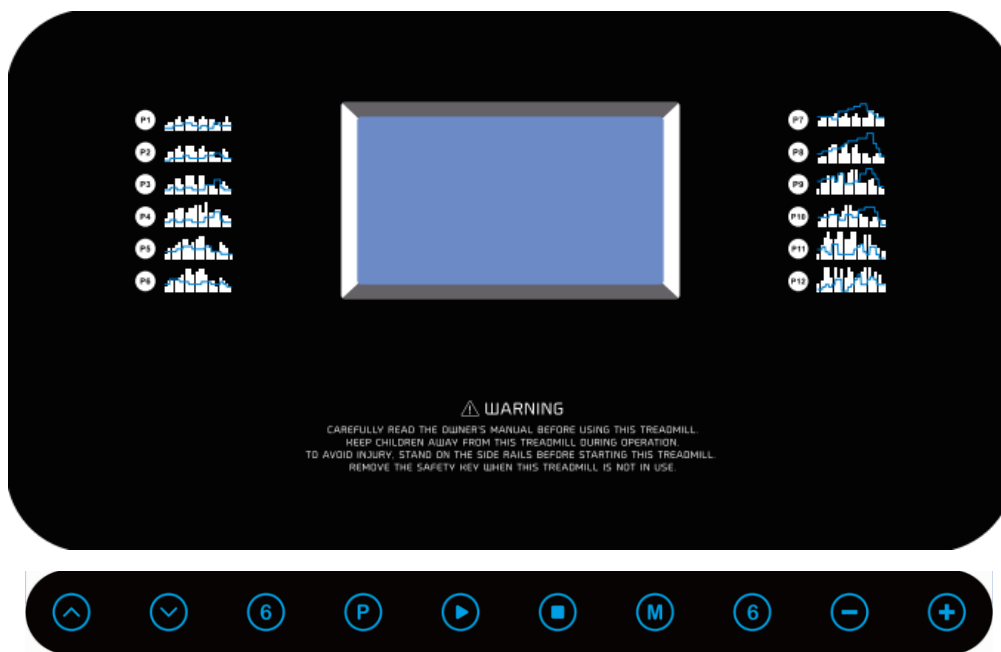 P1
P2
P3
P4
P5
P6
P7
P8
P9
P10
P11
P12
WARNING
CAREFULLY READ THE OWNER'S MANUAL BEFORE USING THIS TREADMILL.
KEEP CHILDREN AWAY FROM THIS TREADMILL DURING OPERATION.
TO AVOID INJURY, STAND ON THE SIDE RAILS BEFORE STARTING THIS TREADMILL.
REMOVE THE SAFETY KEY WHEN THIS TREADMILL IS NOT IN USE.
6 P M 6